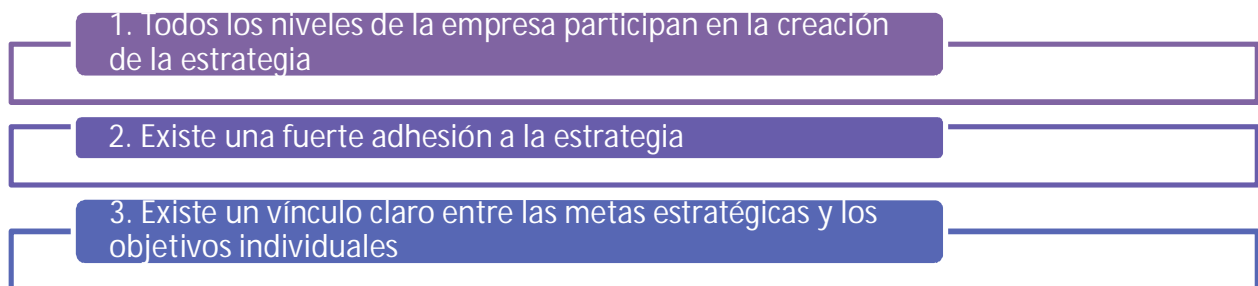 1. Todos los niveles de la empresa participan en la creación
de la estrategia
2. Existe una fuerte adhesión a la estrategia
3. Existe un vínculo claro entre las metas estratégicas y los
objetivos individuales